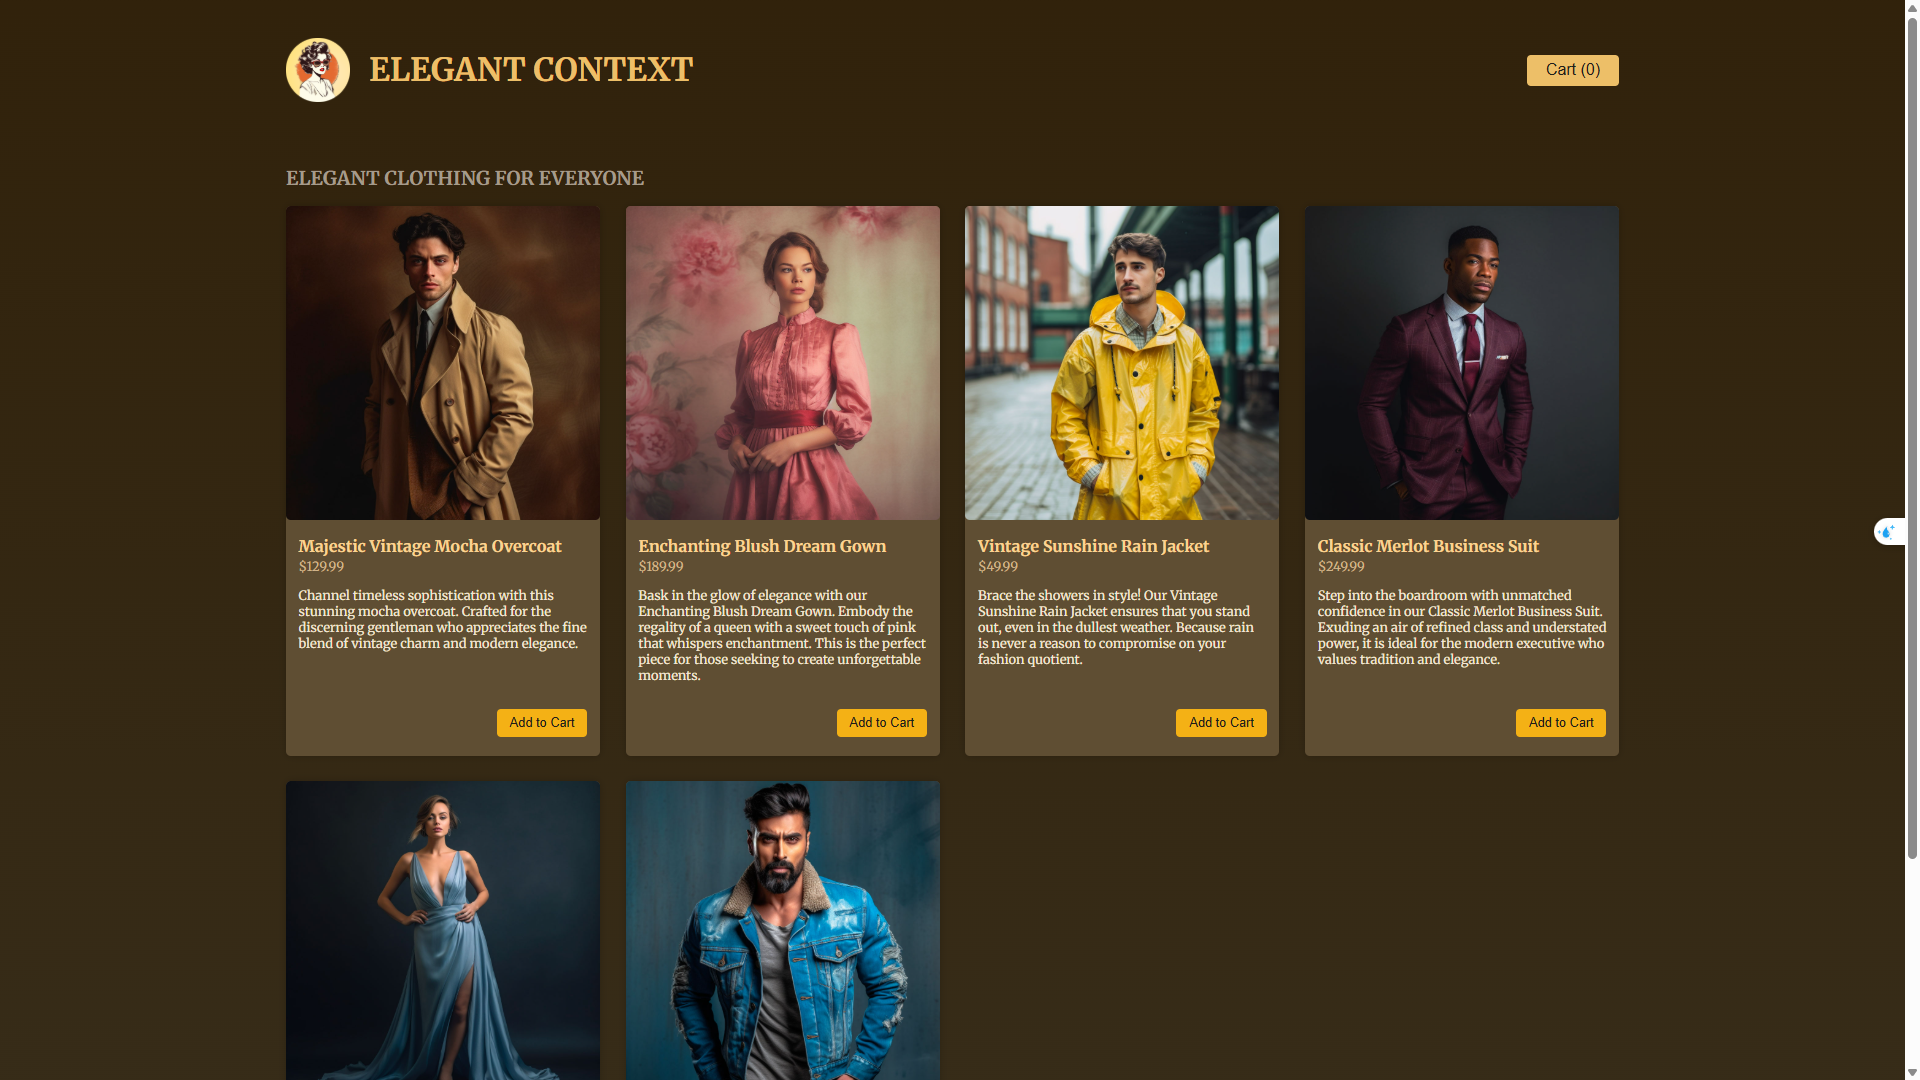 ELEGANT CONTEXT
Cart (0)
ELEGANT CLOTHING FOR EVERYONE
Majestic Vintage Mocha Overcoat
$129.99
Channel timeless sophistication with this
stunning mocha overcoat. Crafted for the
discerning gentleman who appreciates the fine
blend of vintage charm and modern elegance.
Add to Cart
Enchanting Blush Dream Gown
$189.99
Bask in the glow of elegance with our
Enchanting Blush Dream Gown. Embody the
regality of a queen with a sweet touch of pink
that whispers enchantment. This is the perfect
piece for those seeking to create unforgettable
moments.
Add to Cart
Vintage Sunshine Rain Jacket
$49.99
Brace the showers in style! Our Vintage
Sunshine Rain Jacket ensures that you stand
out, even in the dullest weather. Because rain
is never a reason to compromise on your
fashion quotient.
Add to Cart
Classic Merlot Business Suit
$249.99
Step into the boardroom with unmatched
confidence in our Classic Merlot Business Suit.
Exuding an air of refined class and understated
power, it is ideal for the modern executive who
values tradition and elegance.
Add to Cart